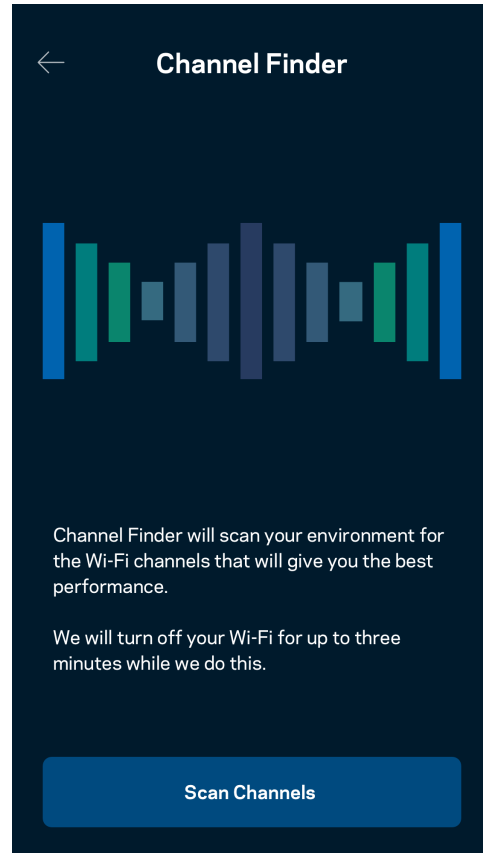 Channel Finder
Channel Finder will scan your environment for
the Wi-Fi channels that will give you the best
performance.
We will turn off your Wi-Fi for up to three
minutes while we do this.
Scan Channels